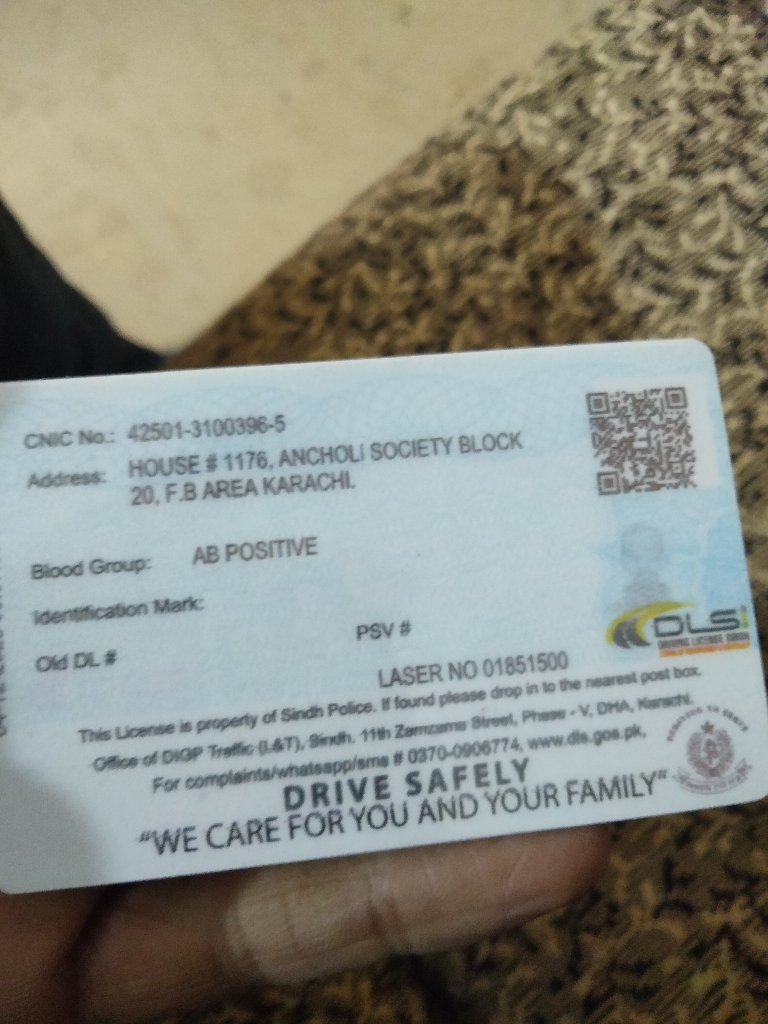 CNIC No.: 42501-3100396-5
Address: HOUSE # 1176, ANCHOLI SOCIETY BLOCK
20, F.B AREA KARACHI.
Blood Group: AB POSITIVE
Identification Mark:
PSV #
Old DL #
LASER NO 01851500
This License is property of Sindh Police. If found please drop in to the nearest post box.
Office of DIGP Traffic (L&T), Sindh. 11th Zamzama Street, Phase - V, DHA, Karachi.
For complaints/whatsapp/sms # 0370-0906774, www.dls.gos.pk,
DRIVE SAFELY
"WE CARE FOR YOU AND YOUR FAMILY"
DLS
DRIVING LICENSE SINDH